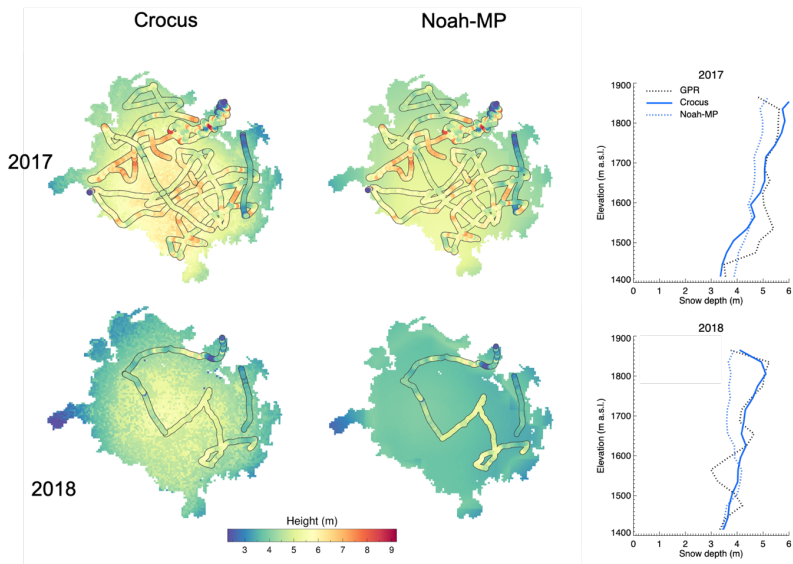 Crocus
Noah-MP
2017
2018
Height (m)
3 4 5 6 7 8 9
2017
GPR
Crocus
Noah-MP
1900
1800
1700
1600
1500
1400
Elevation (m a.s.l.)
0 1 2 3 4 5 6
Snow depth (m)
2018
1900
1800
1700
1600
1500
1400
Elevation (m a.s.l.)
0 1 2 3 4 5 6
Snow depth (m)